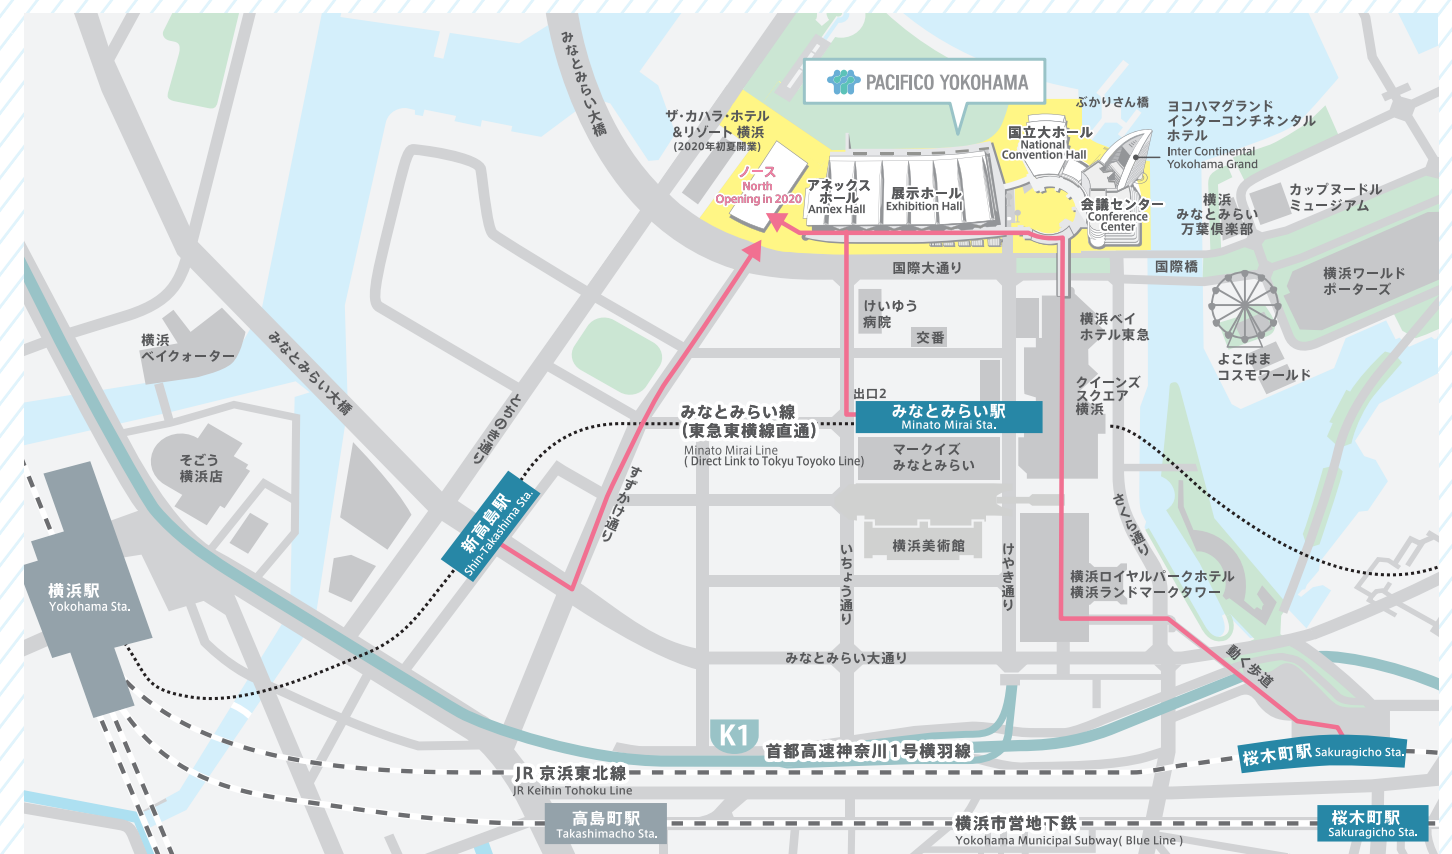 みなとみらい大橋
PACIFICO YOKOHAMA
ザ・カハラ・ホテル
&リゾート 横浜
(2020年初夏開業)
ノース
North
Opening in 2020
アネックス
ホール
Annex Hall
展示ホール
Exhibition Hall
国立大ホール
National
Convention Hall
会議センター
Conference
Center
ぷかりさん橋
ヨコハマグランド
インターコンチネンタル
ホテル
Inter Continental
Yokohama Grand
カップヌードル
ミュージアム
横浜
みなとみらい
万葉倶楽部
国際大通り
国際橋
横浜ワールド
ポーターズ
けいゆう
病院
交番
横浜ベイ
ホテル東急
よこはま
コスモワールド
横浜
ベイクォーター
みなとみらい大橋
とちのき通り
出口2
みなとみらい駅
Minato Mirai Sta.
クイーンズ
スクエア
横浜
みなとみらい線
(東急東横線直通)
Minato Mirai Line
( Direct Link to Tokyu Toyoko Line)
マークイズ
みなとみらい
そごう
横浜店
すずかけ通り
新高島駅
Shin-Takashima Sta.
さくら通り
横浜美術館
いちょう通り
けやき通り
横浜駅
Yokohama Sta.
横浜ロイヤルパークホテル
横浜ランドマークタワー
みなとみらい大通り
動く歩道
K1
首都高速神奈川1号横羽線
桜木町駅 Sakuragicho Sta.
JR 京浜東北線
JR Keihin Tohoku Line
高島町駅
Takashimacho Sta.
横浜市営地下鉄
Yokohama Municipal Subway( Blue Line )
桜木町駅
Sakuragicho Sta.